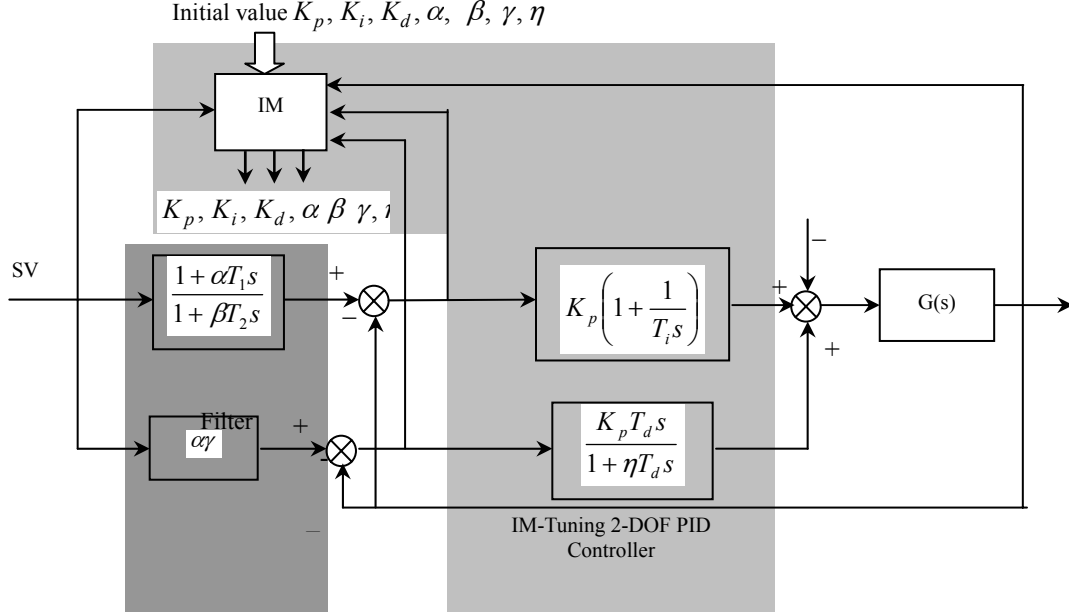 Initial value K_p, K_i, K_d, α, β, γ, η
IM
K_p, K_i, K_d, α β γ,
SV
(1 + αT_1 s) / (1 + βT_2 s)
+
−
K_p (1 + 1 / (T_i s))
−
+
+
G(s)
Filter
αγ
+
-
(K_p T_d s) / (1 + ηT_d s)
−
IM-Tuning 2-DOF PID
Controller